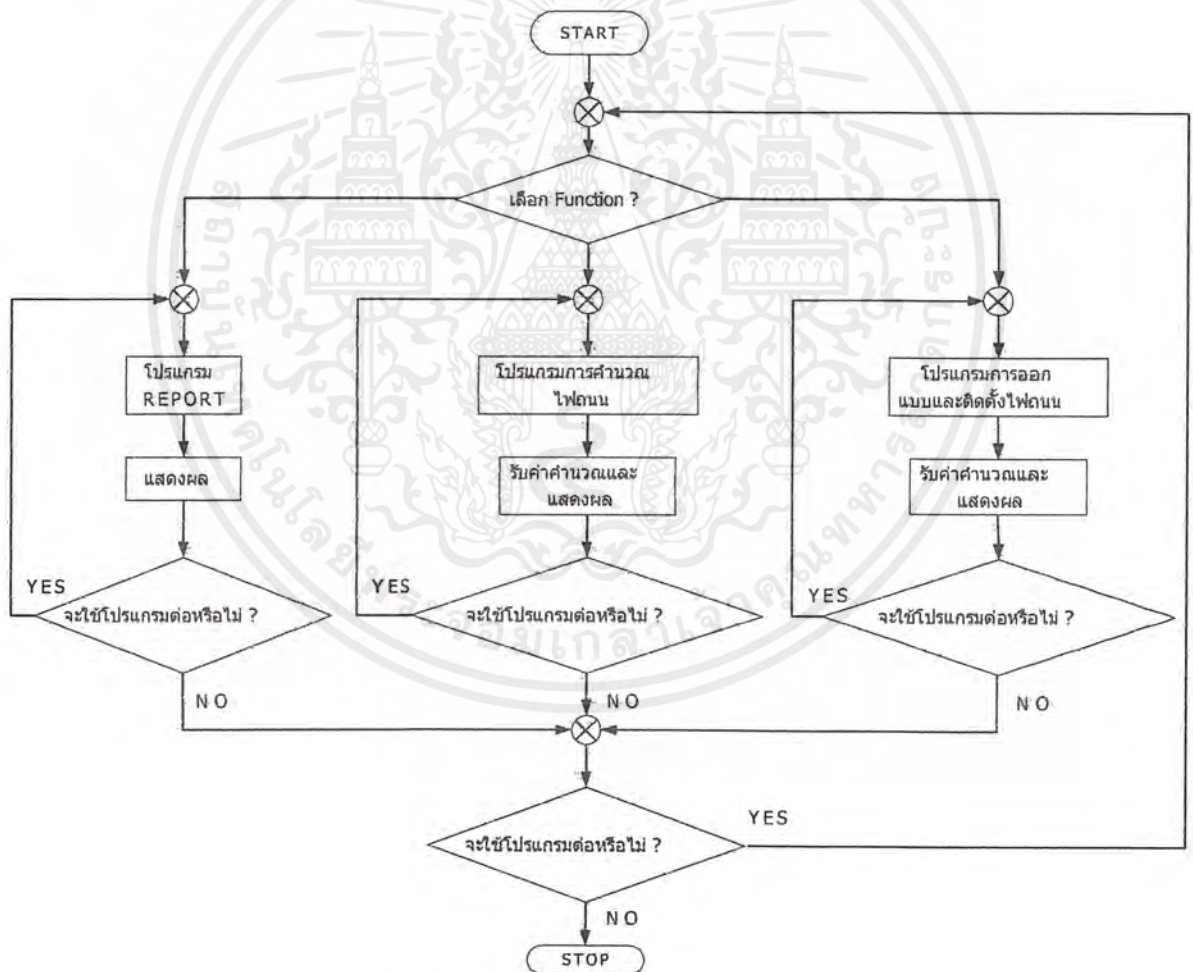 START
เลือก Function ?
โปรแกรม
REPORT
โปรแกรมการคำนวณ
ไฟถนน
โปรแกรมการออก
แบบและติดตั้งไฟถนน
แสดงผล
รับค่าคำนวณและ
แสดงผล
รับค่าคำนวณและ
แสดงผล
YES
จะใช้โปรแกรมต่อหรือไม่ ?
YES
จะใช้โปรแกรมต่อหรือไม่ ?
YES
จะใช้โปรแกรมต่อหรือไม่ ?
NO
NO
NO
จะใช้โปรแกรมต่อหรือไม่ ?
YES
NO
STOP